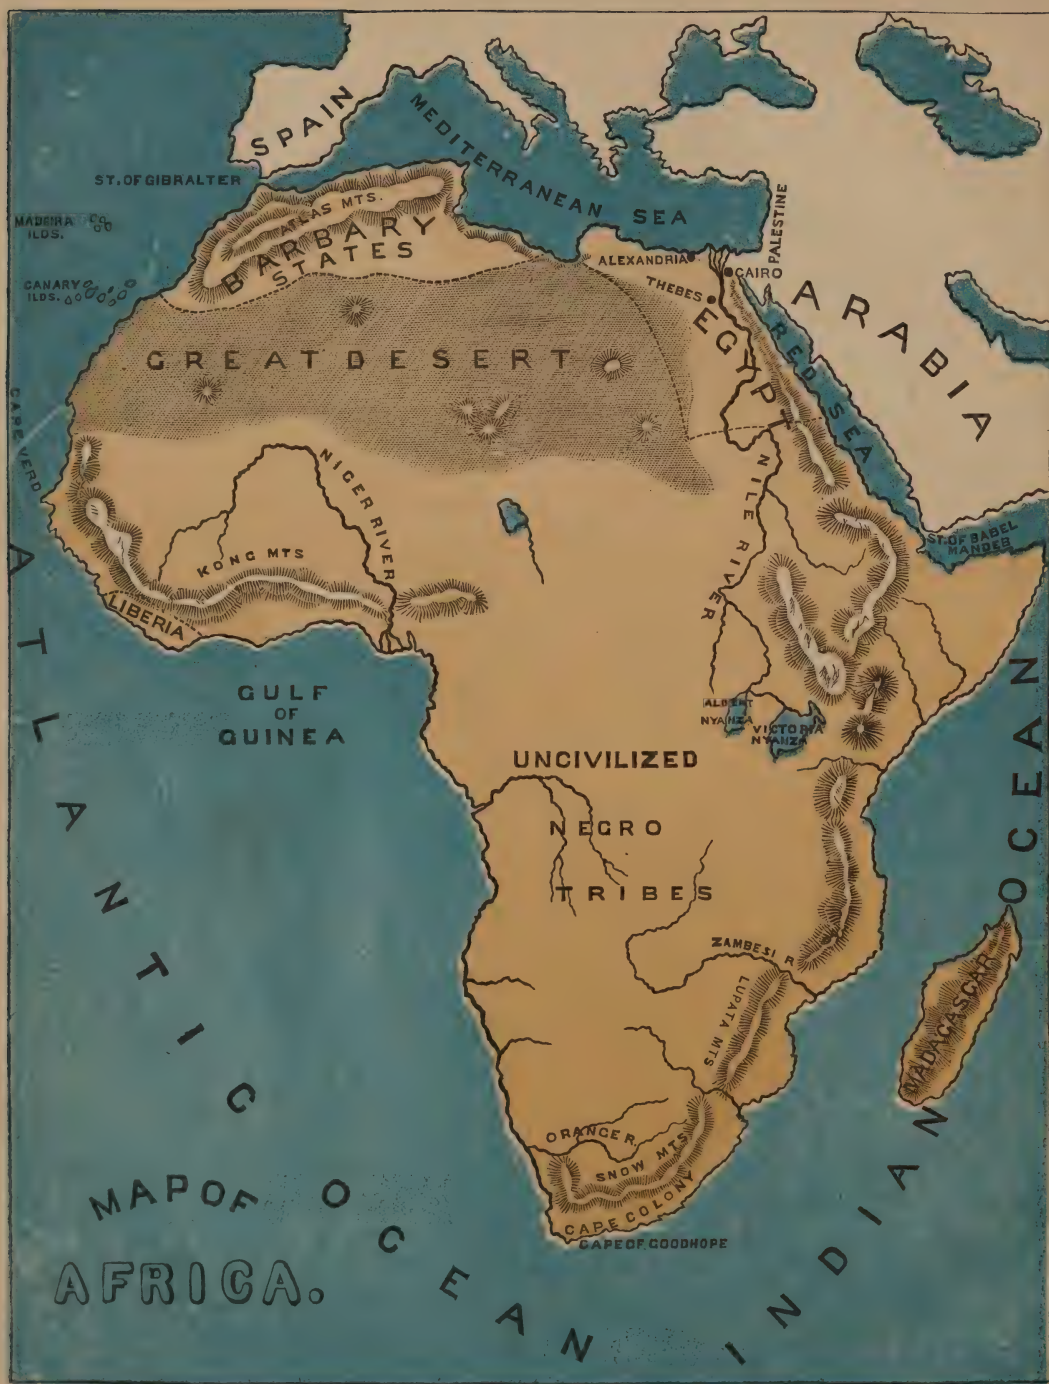 SPAIN
MEDITERRANEAN SEA
ST. OF GIBRALTER
ATLAS MTS.
BARBARY
STATES
MADEIRA
ILDS.
CANARY
ILDS.
ALEXANDRIA
CAIRO
PALESTINE
THEBES
EGYPT
ARABIA
RED SEA
GREAT DESERT
CAPE VERD
NIGER RIVER
NILE RIVER
ST. OF BABEL
MANDEB
KONG MTS
LIBERIA
GULF
OF
GUINEA
ALBERT
NYANZA
VICTORIA
NYANZA
UNCIVILIZED
NEGRO
TRIBES
ZAMBESI R
LUPATA MTS
MADAGASCAR
ORANGE R.
SNOW MTS
CAPE COLONY
CAPE OF GOOD HOPE
ATLANTIC OCEAN
INDIAN OCEAN
MAP OF
AFRICA.